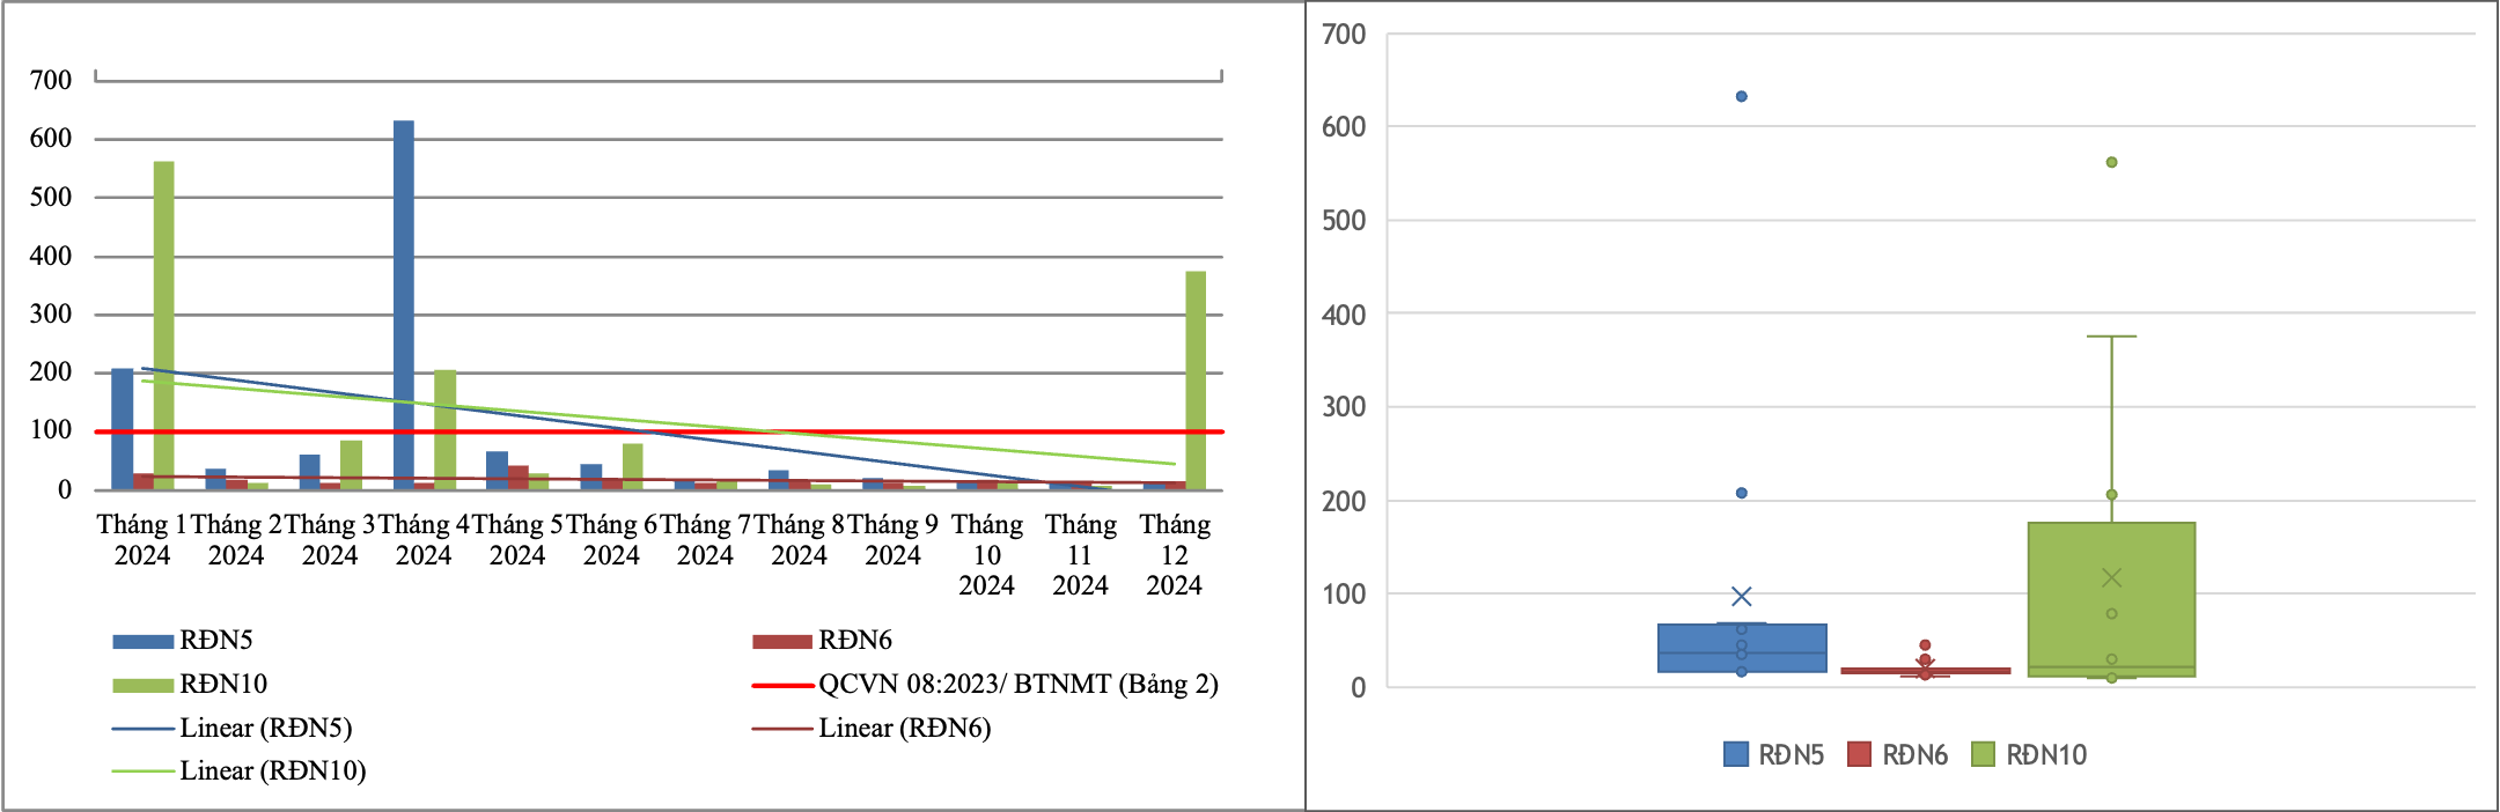 700
600
500
400
300
200
100
0
Tháng 1 Tháng 2 Tháng 3 Tháng 4 Tháng 5 Tháng 6 Tháng 7 Tháng 8 Tháng 9 Tháng Tháng Tháng
2024 2024 2024 2024 2024 2024 2024 2024 2024 10 11 12
2024 2024 2024
RĐN5 RĐN6
RĐN10 QCVN 08:2023/ BTNMT (Bảng 2)
Linear (RĐN5) Linear (RĐN6)
Linear (RĐN10)
700
600
500
400
300
200
100
0
RĐN5 RĐN6 RĐN10